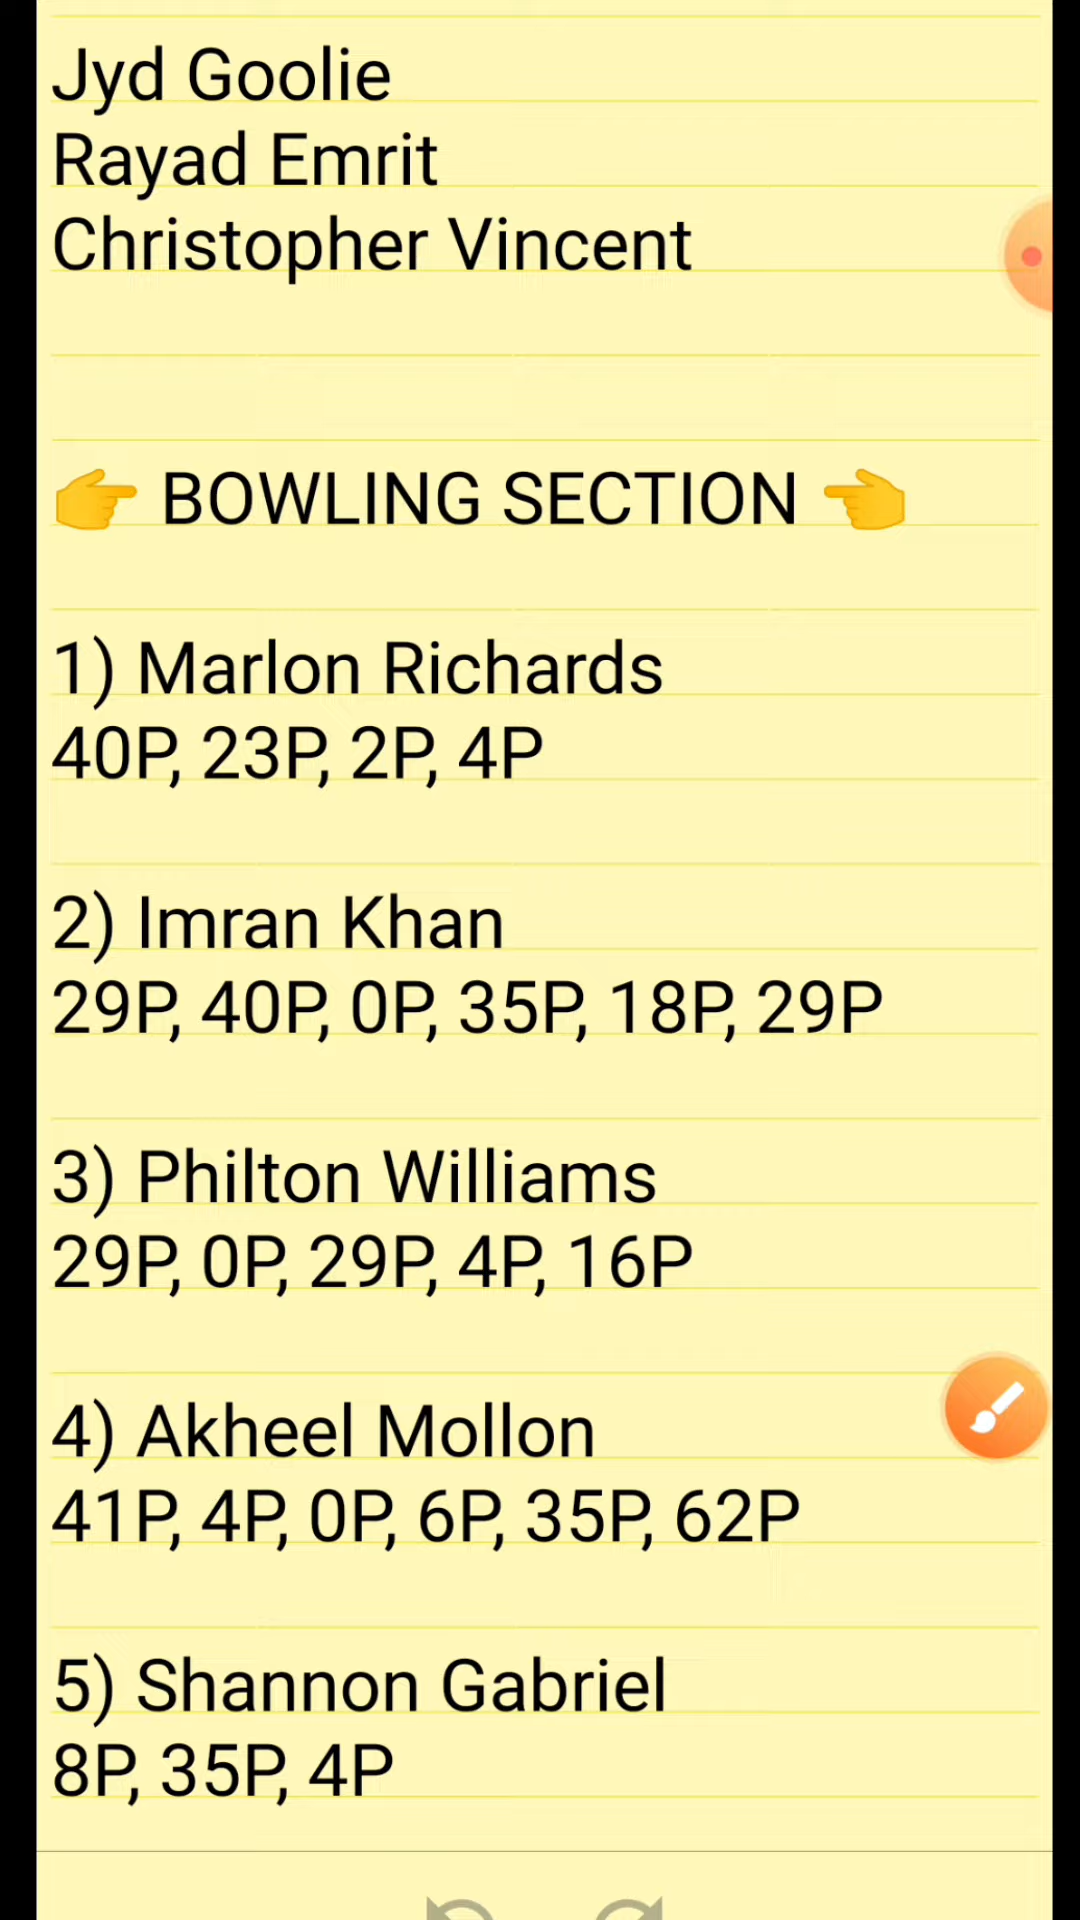 Jyd Goolie
Rayad Emrit
Christopher Vincent
👉 BOWLING SECTION 👈
1) Marlon Richards
40P, 23P, 2P, 4P
2) Imran Khan
29P, 40P, 0P, 35P, 18P, 29P
3) Philton Williams
29P, 0P, 29P, 4P, 16P
4) Akheel Mollon
41P, 4P, 0P, 6P, 35P, 62P
5) Shannon Gabriel
8P, 35P, 4P